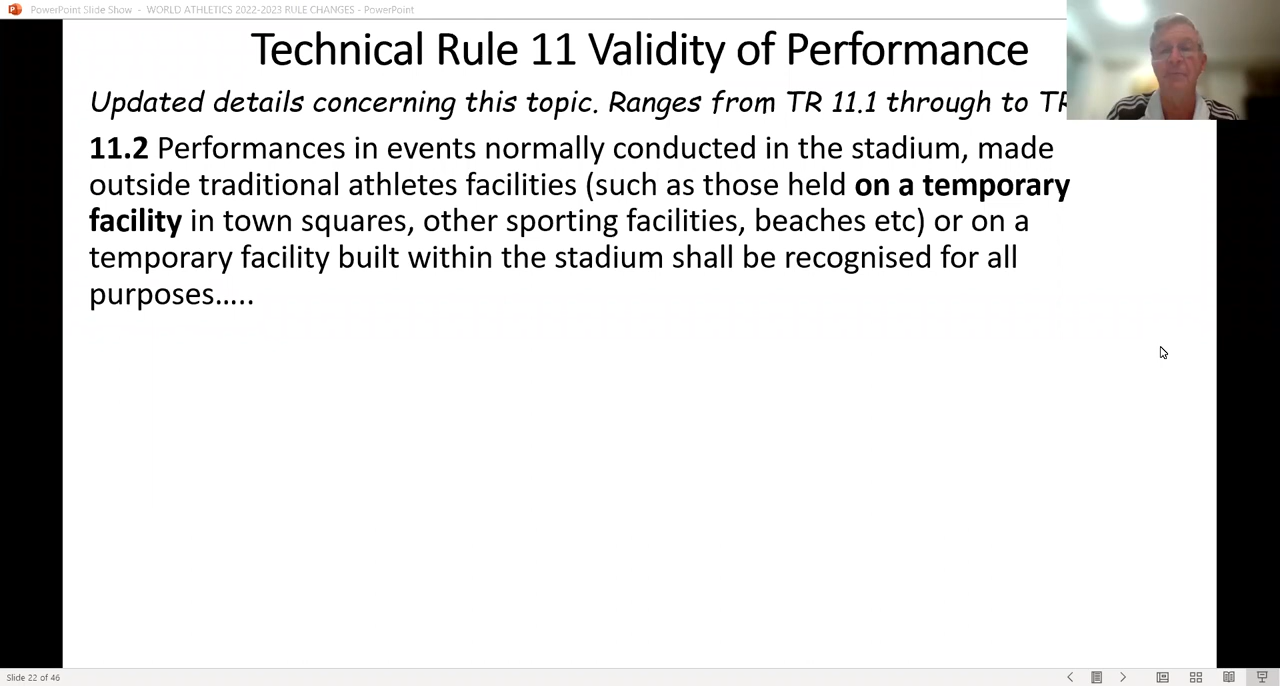 PowerPoint Slide Show - WORLD ATHLETICS 2022-2023 RULE CHANGES - PowerPoint
Technical Rule 11 Validity of Performance
Updated details concerning this topic. Ranges from TR 11.1 through to TR
11.2 Performances in events normally conducted in the stadium, made
outside traditional athletes facilities (such as those held on a temporary
facility in town squares, other sporting facilities, beaches etc) or on a
temporary facility built within the stadium shall be recognised for all
purposes…..
Slide 22 of 46